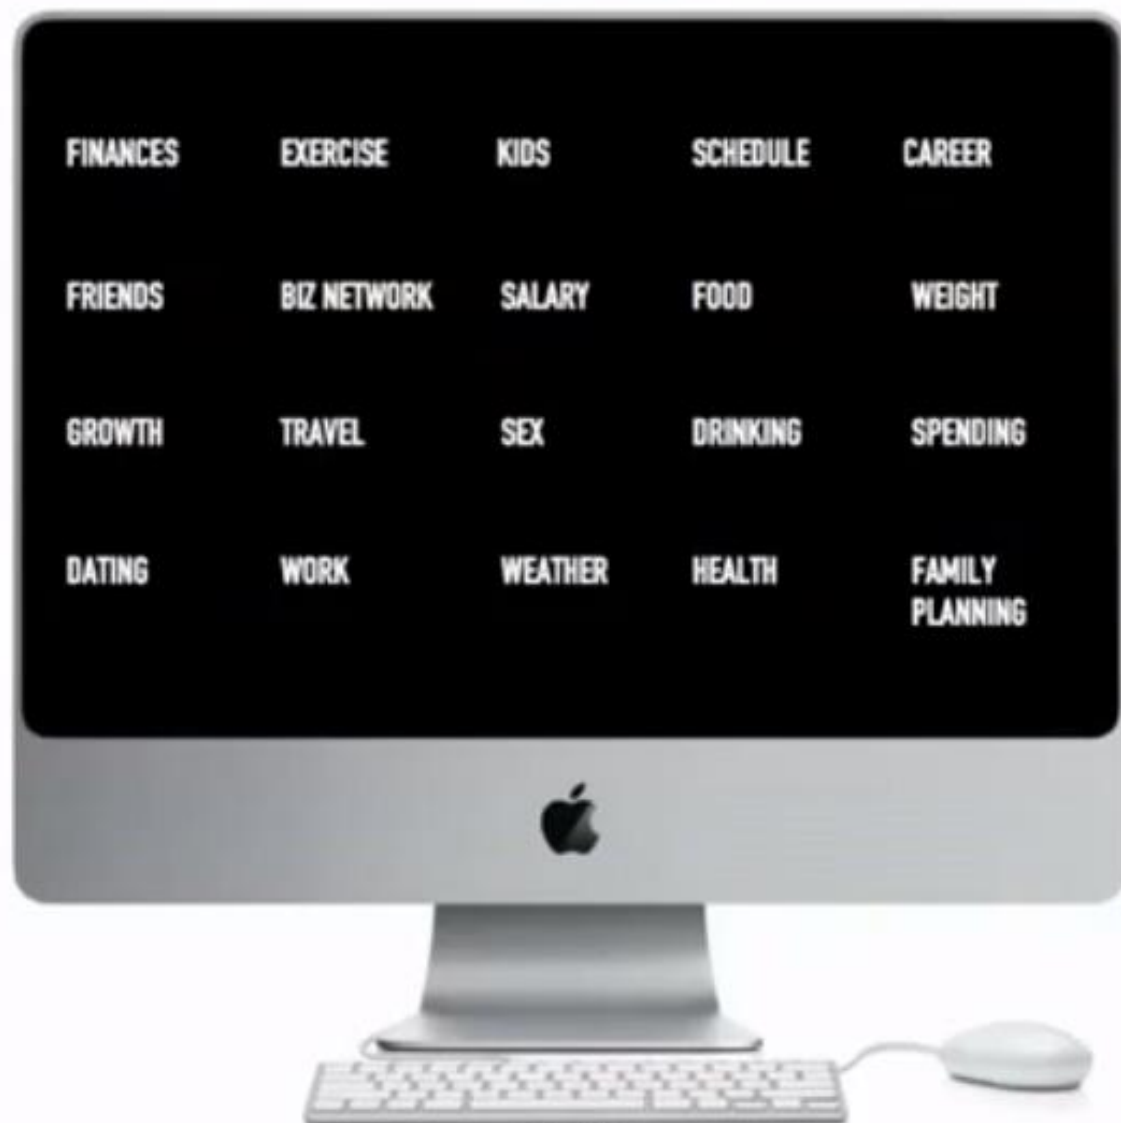 FINANCES EXERCISE KIDS SCHEDULE CAREER
FRIENDS BIZ NETWORK SALARY FOOD WEIGHT
GROWTH TRAVEL SEX DRINKING SPENDING
DATING WORK WEATHER HEALTH FAMILY
PLANNING